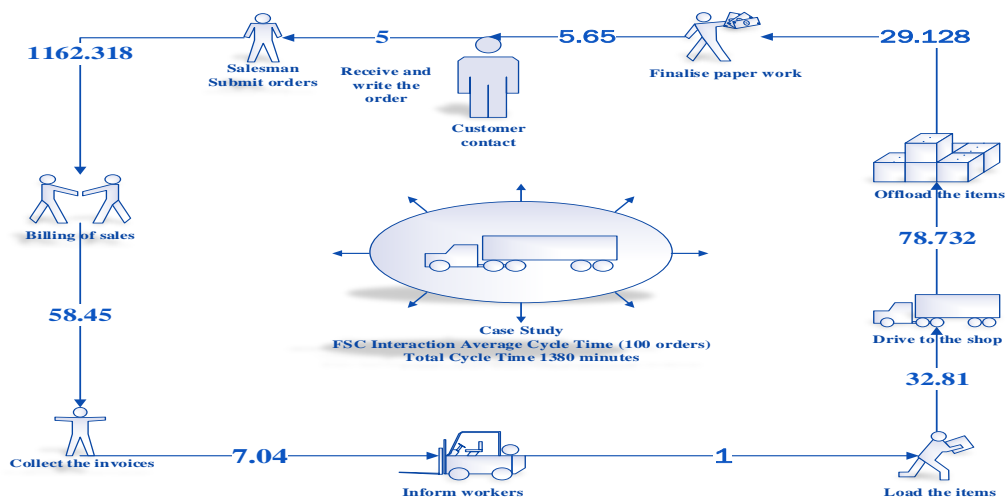 1162.318
5
5.65
29.128
Salesman
Submit orders
Receive and
write the
order
Customer
contact
Finalise paper work
Offload the items
Billing of sales
78.732
58.45
Case Study
FSC Interaction Average Cycle Time (100 orders)
Total Cycle Time 1380 minutes
Drive to the shop
32.81
Collect the invoices
7.04
Inform workers
1
Load the items